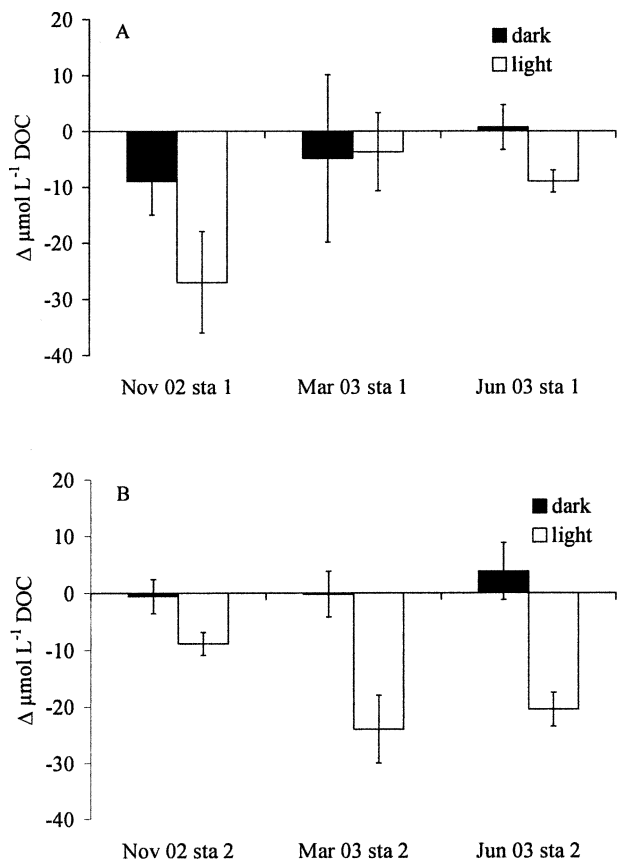 20
A
dark
light
10
0
-10
-20
-30
-40
Δ µmol L⁻¹ DOC
Nov 02 sta 1 Mar 03 sta 1 Jun 03 sta 1
20
B
dark
light
10
0
-10
-20
-30
-40
Δ µmol L⁻¹ DOC
Nov 02 sta 2 Mar 03 sta 2 Jun 03 sta 2